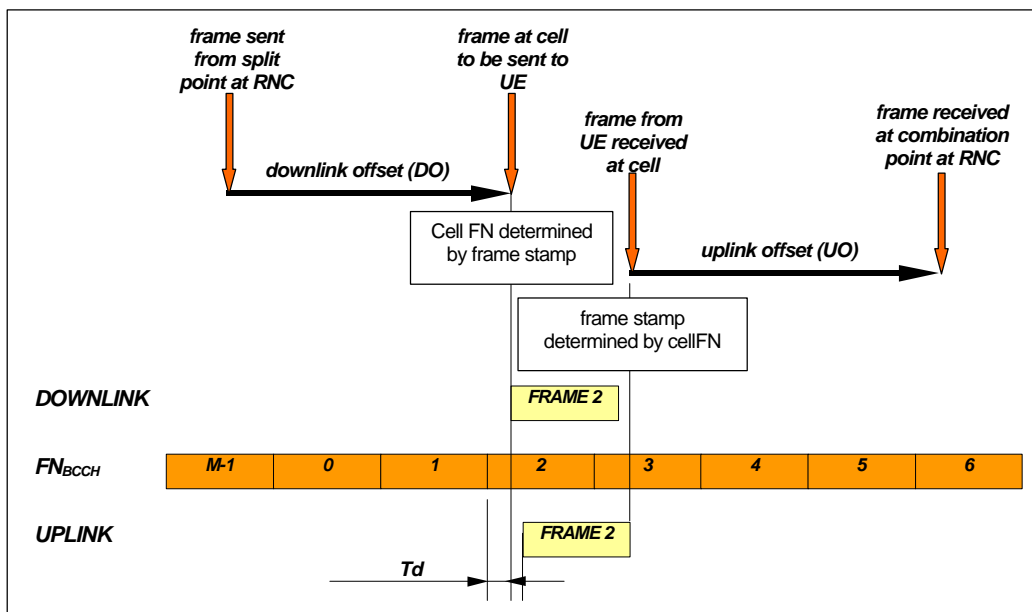 frame sent
from split
point at RNC
frame at cell
to be sent to
UE
frame from
UE received
at cell
frame received
at combination
point at RNC
downlink offset (DO)
Cell FN determined
by frame stamp
uplink offset (UO)
frame stamp
determined by cellFN
DOWNLINK
FRAME 2
FNBCCH
M-1 0 1 2 3 4 5 6
UPLINK
FRAME 2
Td